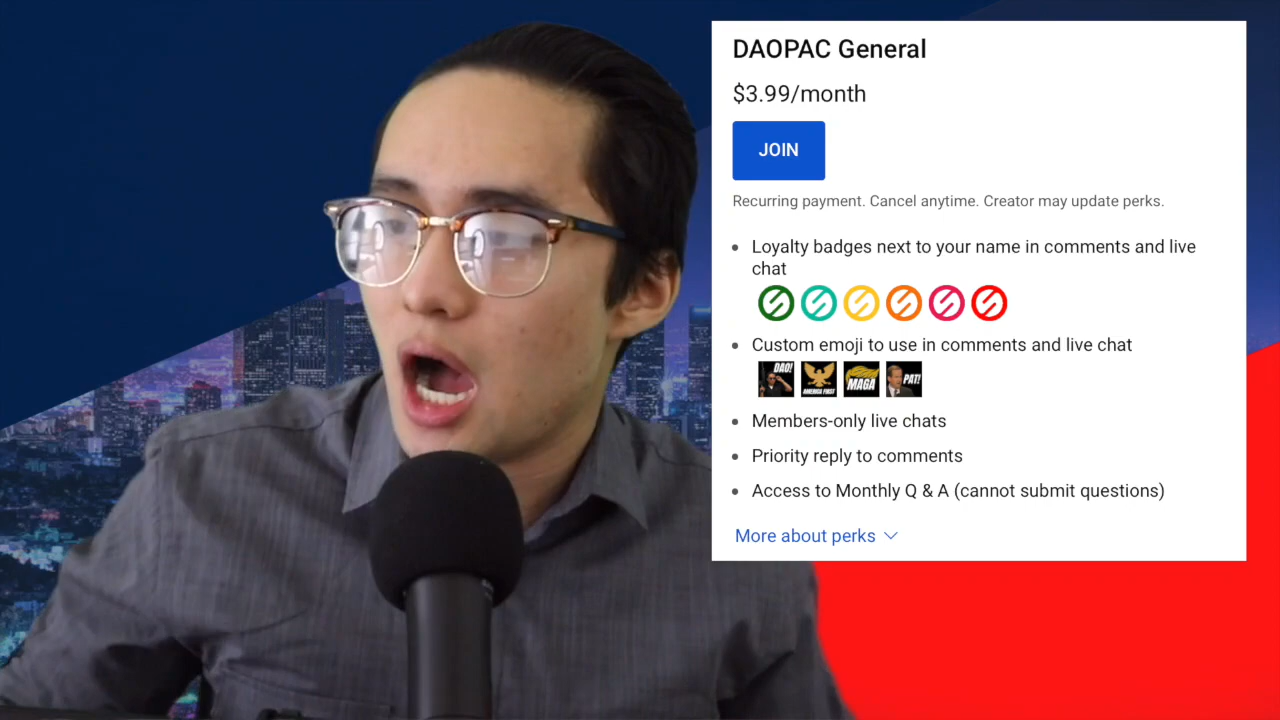 DAOPAC General
$3.99/month
JOIN
Recurring payment. Cancel anytime. Creator may update perks.
Loyalty badges next to your name in comments and live
chat
Custom emoji to use in comments and live chat
DAO!
AMERICA FIRST
MAGA
PAT!
Members-only live chats
Priority reply to comments
Access to Monthly Q & A (cannot submit questions)
More about perks